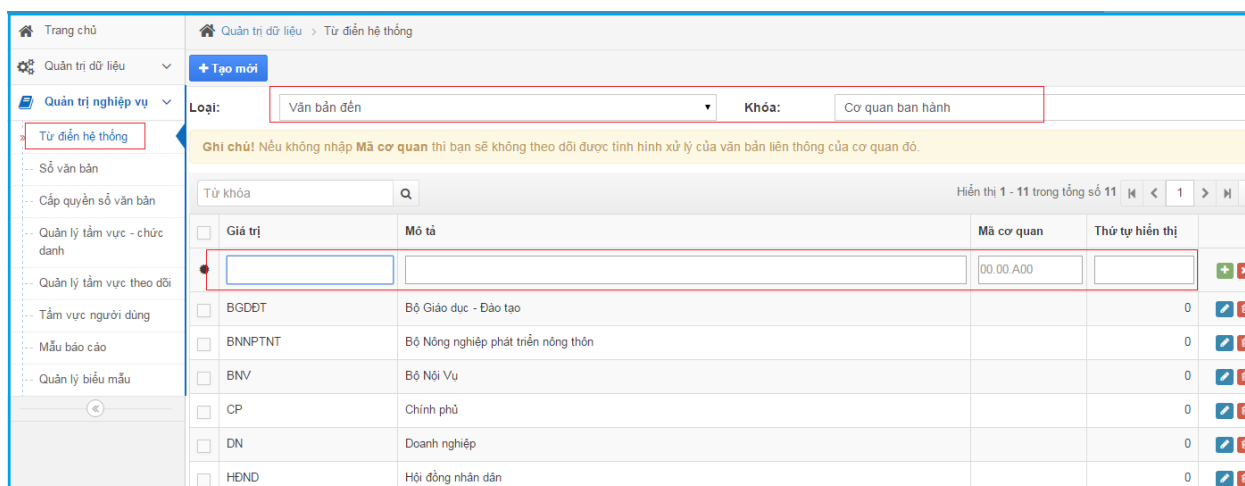 Trang chủ
Quản trị dữ liệu > Từ điển hệ thống
Quản trị dữ liệu
+ Tạo mới
Quản trị nghiệp vụ
Loại: Văn bản đến Khóa: Cơ quan ban hành
Từ điển hệ thống
Ghi chú! Nếu không nhập Mã cơ quan thì bạn sẽ không theo dõi được tình hình xử lý của văn bản liên thông của cơ quan đó.
Sổ văn bản
Cấp quyền sổ văn bản
Quản lý tầm vực - chức
danh
Quản lý tầm vực theo dõi
Tầm vực người dùng
Mẫu báo cáo
Quản lý biểu mẫu
Từ khóa Hiển thị 1 - 11 trong tổng số 11 1
Giá trị Mô tả Mã cơ quan Thứ tự hiển thị
00.00.A00
BGDĐT Bộ Giáo dục - Đào tạo 0
BNNPTNT Bộ Nông nghiệp phát triển nông thôn 0
BNV Bộ Nội Vụ 0
CP Chính phủ 0
DN Doanh nghiệp 0
HĐND Hội đồng nhân dân 0